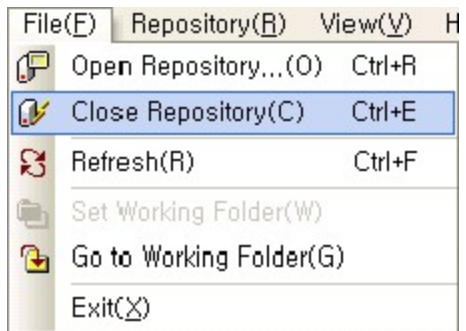 File(F) Repository(R) View(V) H
Open Repository...(O) Ctrl+R
Close Repository(C) Ctrl+E
Refresh(R) Ctrl+F
Set Working Folder(W)
Go to Working Folder(G)
Exit(X)